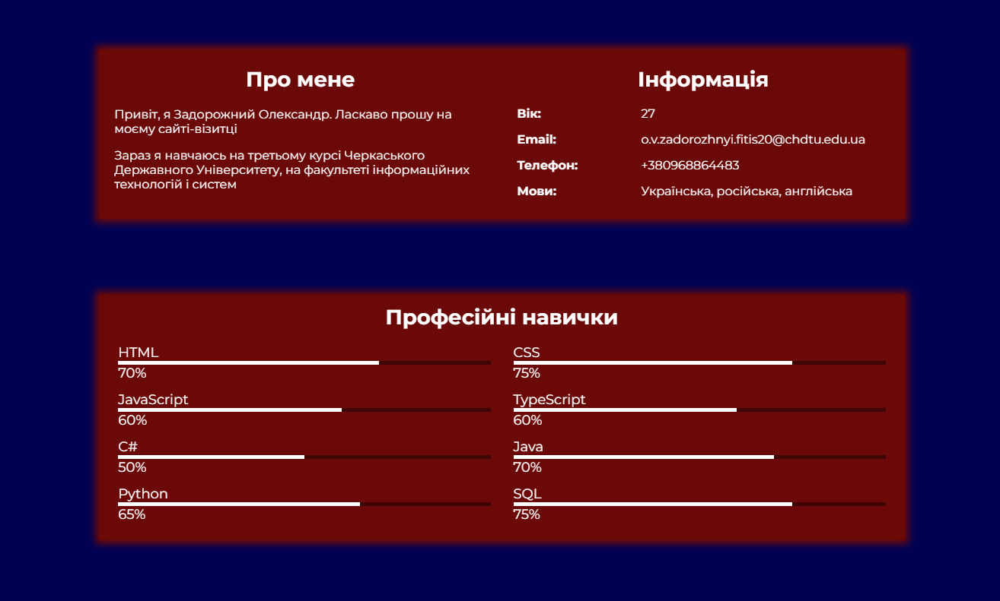 Про мене
Привіт, я Задорожний Олександр. Ласкаво прошу на
моєму сайті-візитці
Зараз я навчаюсь на третьому курсі Черкаського
Державного Університету, на факультеті інформаційних
технологій і систем
Інформація
Вік: 27
Email: o.v.zadorozhnyi.fitis20@chdtu.edu.ua
Телефон: +380968864483
Мови: Українська, російська, англійська
Професійні навички
HTML
70%
CSS
75%
JavaScript
60%
TypeScript
60%
C#
50%
Java
70%
Python
65%
SQL
75%